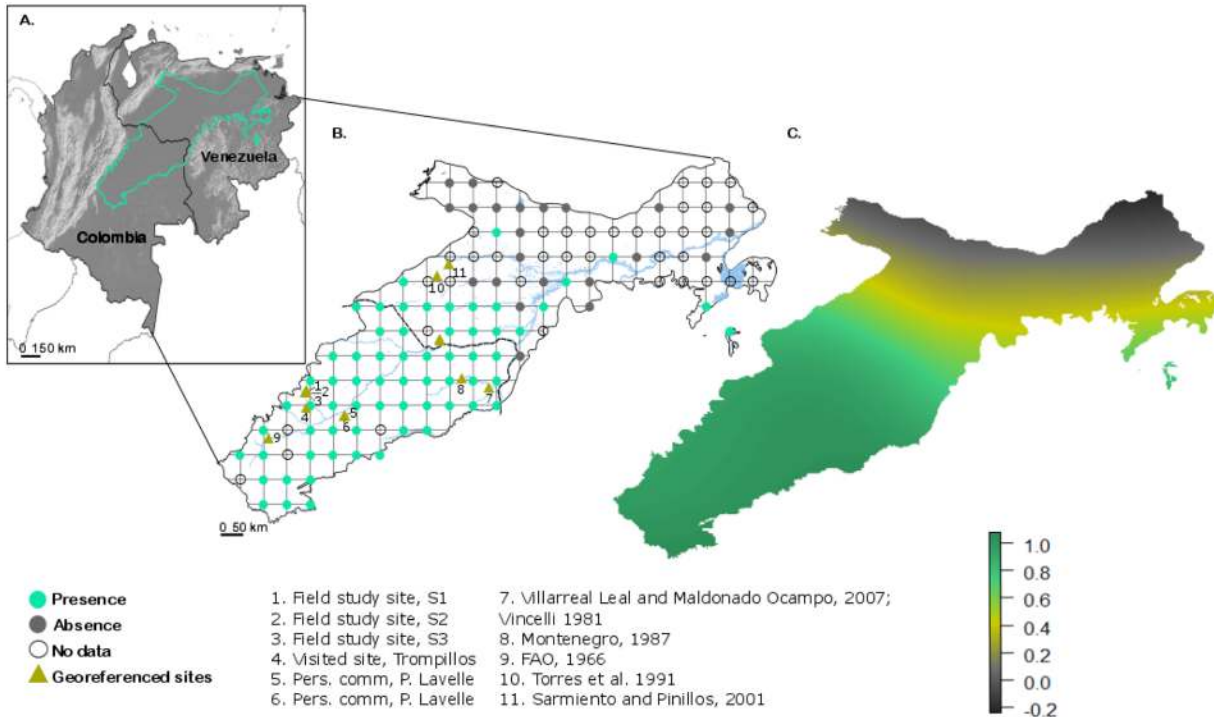 A.
Venezuela
Colombia
0 150 km
B.
11
10
1
2
3
4
5
6
8
7
9
0 50 km
C.
1.0
0.8
0.6
0.4
0.2
0.0
-0.2
Presence
Absence
No data
Georeferenced sites
1. Field study site, S1
2. Field study site, S2
3. Field study site, S3
4. Visited site, Trompillos
5. Pers. comm, P. Lavelle
6. Pers. comm, P. Lavelle
7. Villarreal Leal and Maldonado Ocampo, 2007;
Vincelli 1981
8. Montenegro, 1987
9. FAO, 1966
10. Torres et al. 1991
11. Sarmiento and Pinillos, 2001